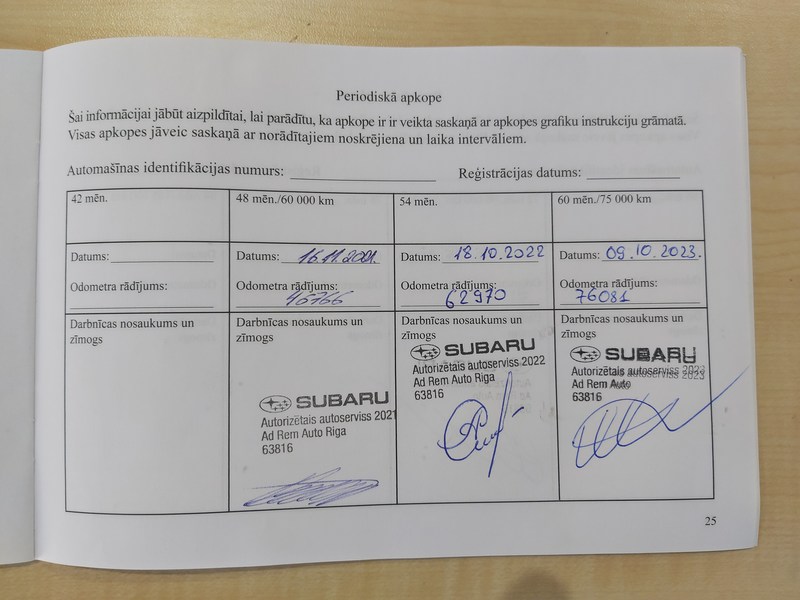 Periodiskā apkope
Šai informācijai jābūt aizpildītai, lai parādītu, ka apkope ir ir veikta saskaņā ar apkopes grafiku instrukciju grāmatā.
Visas apkopes jāveic saskaņā ar norādītajiem noskrējiena un laika intervāliem.
Automašīnas identifikācijas numurs:
Reģistrācijas datums:
42 mēn.
48 mēn./60 000 km
54 mēn.
60 mēn./75 000 km
Datums:
Datums: 16.11.2021.
Datums: 18.10.2022
Datums: 09.10.2023.
Odometra rādījums:
Odometra rādījums:
Odometra rādījums:
Odometra rādījums:
62970
76081
Darbnīcas nosaukums un
zīmogs
Darbnīcas nosaukums un
zīmogs
SUBARU
Autorizētais autoserviss 2021
Ad Rem Auto Riga
63816
Darbnīcas nosaukums un
zīmogs
SUBARU
Autorizētais autoserviss 2022
Ad Rem Auto Riga
63816
Darbnīcas nosaukums un
zīmogs
SUBARU
Autorizētais autoserviss 2023
Ad Rem Auto
63816
25